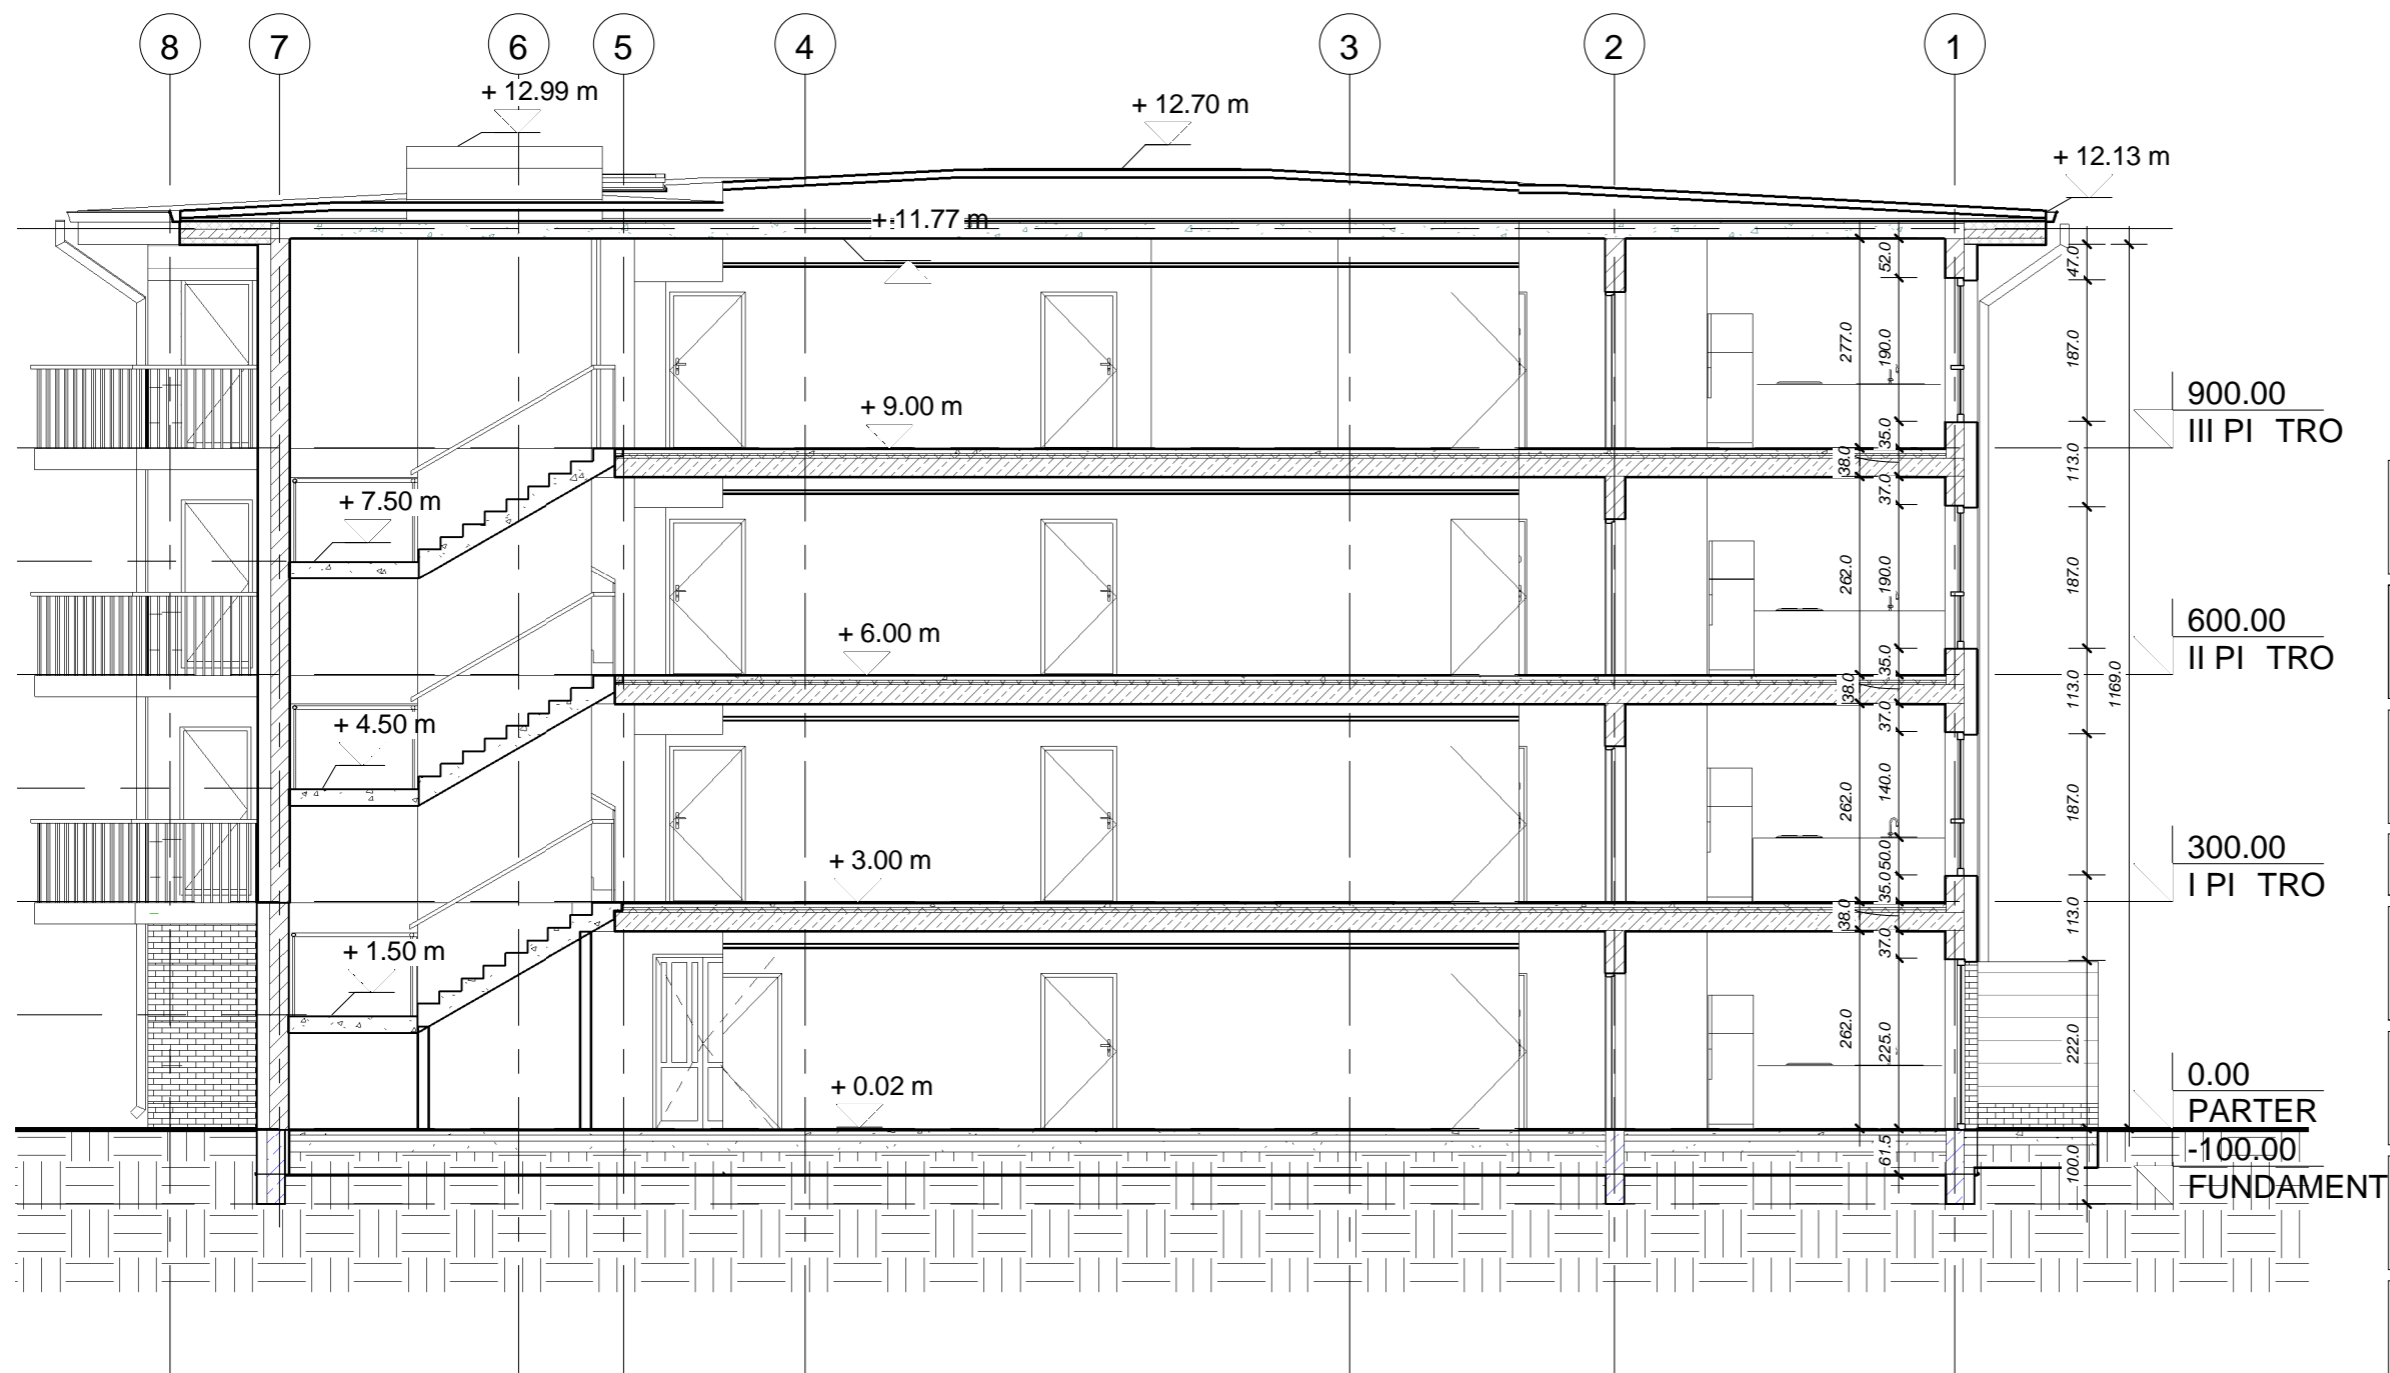 8 7 6 5 4 3 2 1
+ 12.99 m
+ 12.70 m
+ 12.13 m
+ 11.77 m
52.0
47.0
277.0
190.0
187.0
900.00
III PI TRO
+ 9.00 m
35.0
38.0
113.0
37.0
+ 7.50 m
262.0
190.0
187.0
600.00
II PI TRO
+ 6.00 m
35.0
38.0
113.0
1169.0
37.0
+ 4.50 m
262.0
140.0
187.0
300.00
I PI TRO
+ 3.00 m
50.0
35.0
38.0
113.0
37.0
+ 1.50 m
262.0
225.0
222.0
0.00
PARTER
+ 0.02 m
61.5
100.0
-100.00
FUNDAMENT